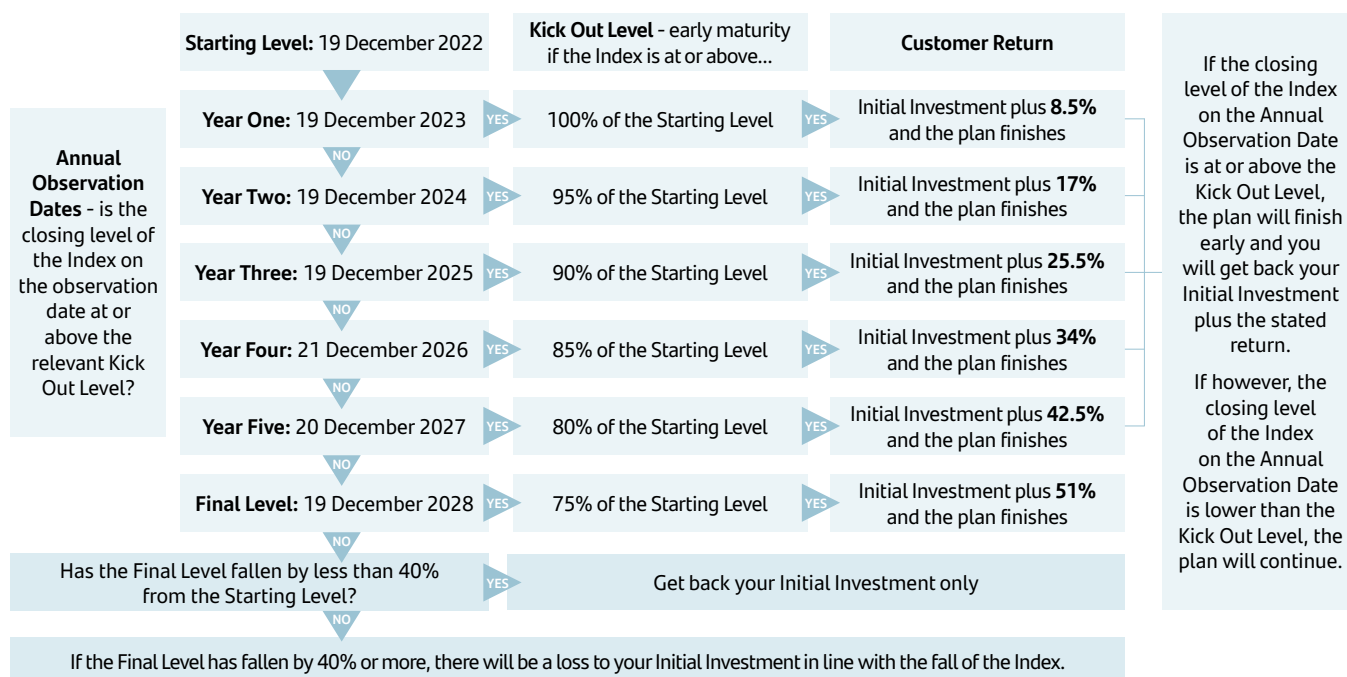 Starting Level: 19 December 2022
Kick Out Level - early maturity
if the Index is at or above...
Customer Return
Annual
Observation
Dates - is the
closing level of
the Index on
the observation
date at or
above the
relevant Kick
Out Level?
Year One: 19 December 2023
YES
100% of the Starting Level
YES
Initial Investment plus 8.5%
and the plan finishes
NO
Year Two: 19 December 2024
YES
95% of the Starting Level
YES
Initial Investment plus 17%
and the plan finishes
NO
Year Three: 19 December 2025
YES
90% of the Starting Level
YES
Initial Investment plus 25.5%
and the plan finishes
NO
Year Four: 21 December 2026
YES
85% of the Starting Level
YES
Initial Investment plus 34%
and the plan finishes
NO
Year Five: 20 December 2027
YES
80% of the Starting Level
YES
Initial Investment plus 42.5%
and the plan finishes
NO
Final Level: 19 December 2028
YES
75% of the Starting Level
YES
Initial Investment plus 51%
and the plan finishes
NO
Has the Final Level fallen by less than 40%
from the Starting Level?
YES
Get back your Initial Investment only
NO
If the Final Level has fallen by 40% or more, there will be a loss to your Initial Investment in line with the fall of the Index.
If the closing
level of the Index
on the Annual
Observation Date
is at or above the
Kick Out Level,
the plan will finish
early and you
will get back your
Initial Investment
plus the stated
return.
If however, the
closing level
of the Index
on the Annual
Observation Date
is lower than the
Kick Out Level, the
plan will continue.